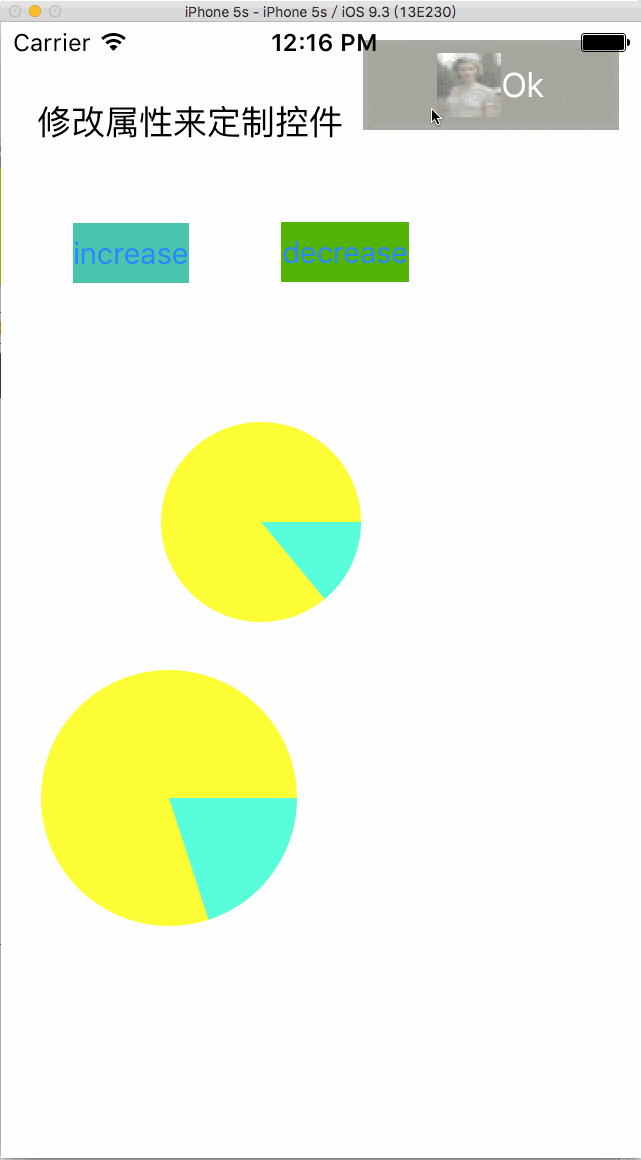 iPhone 5s - iPhone 5s / iOS 9.3 (13E230)
Carrier 12:16 PM
Ok
修改属性来定制控件
increase decrease